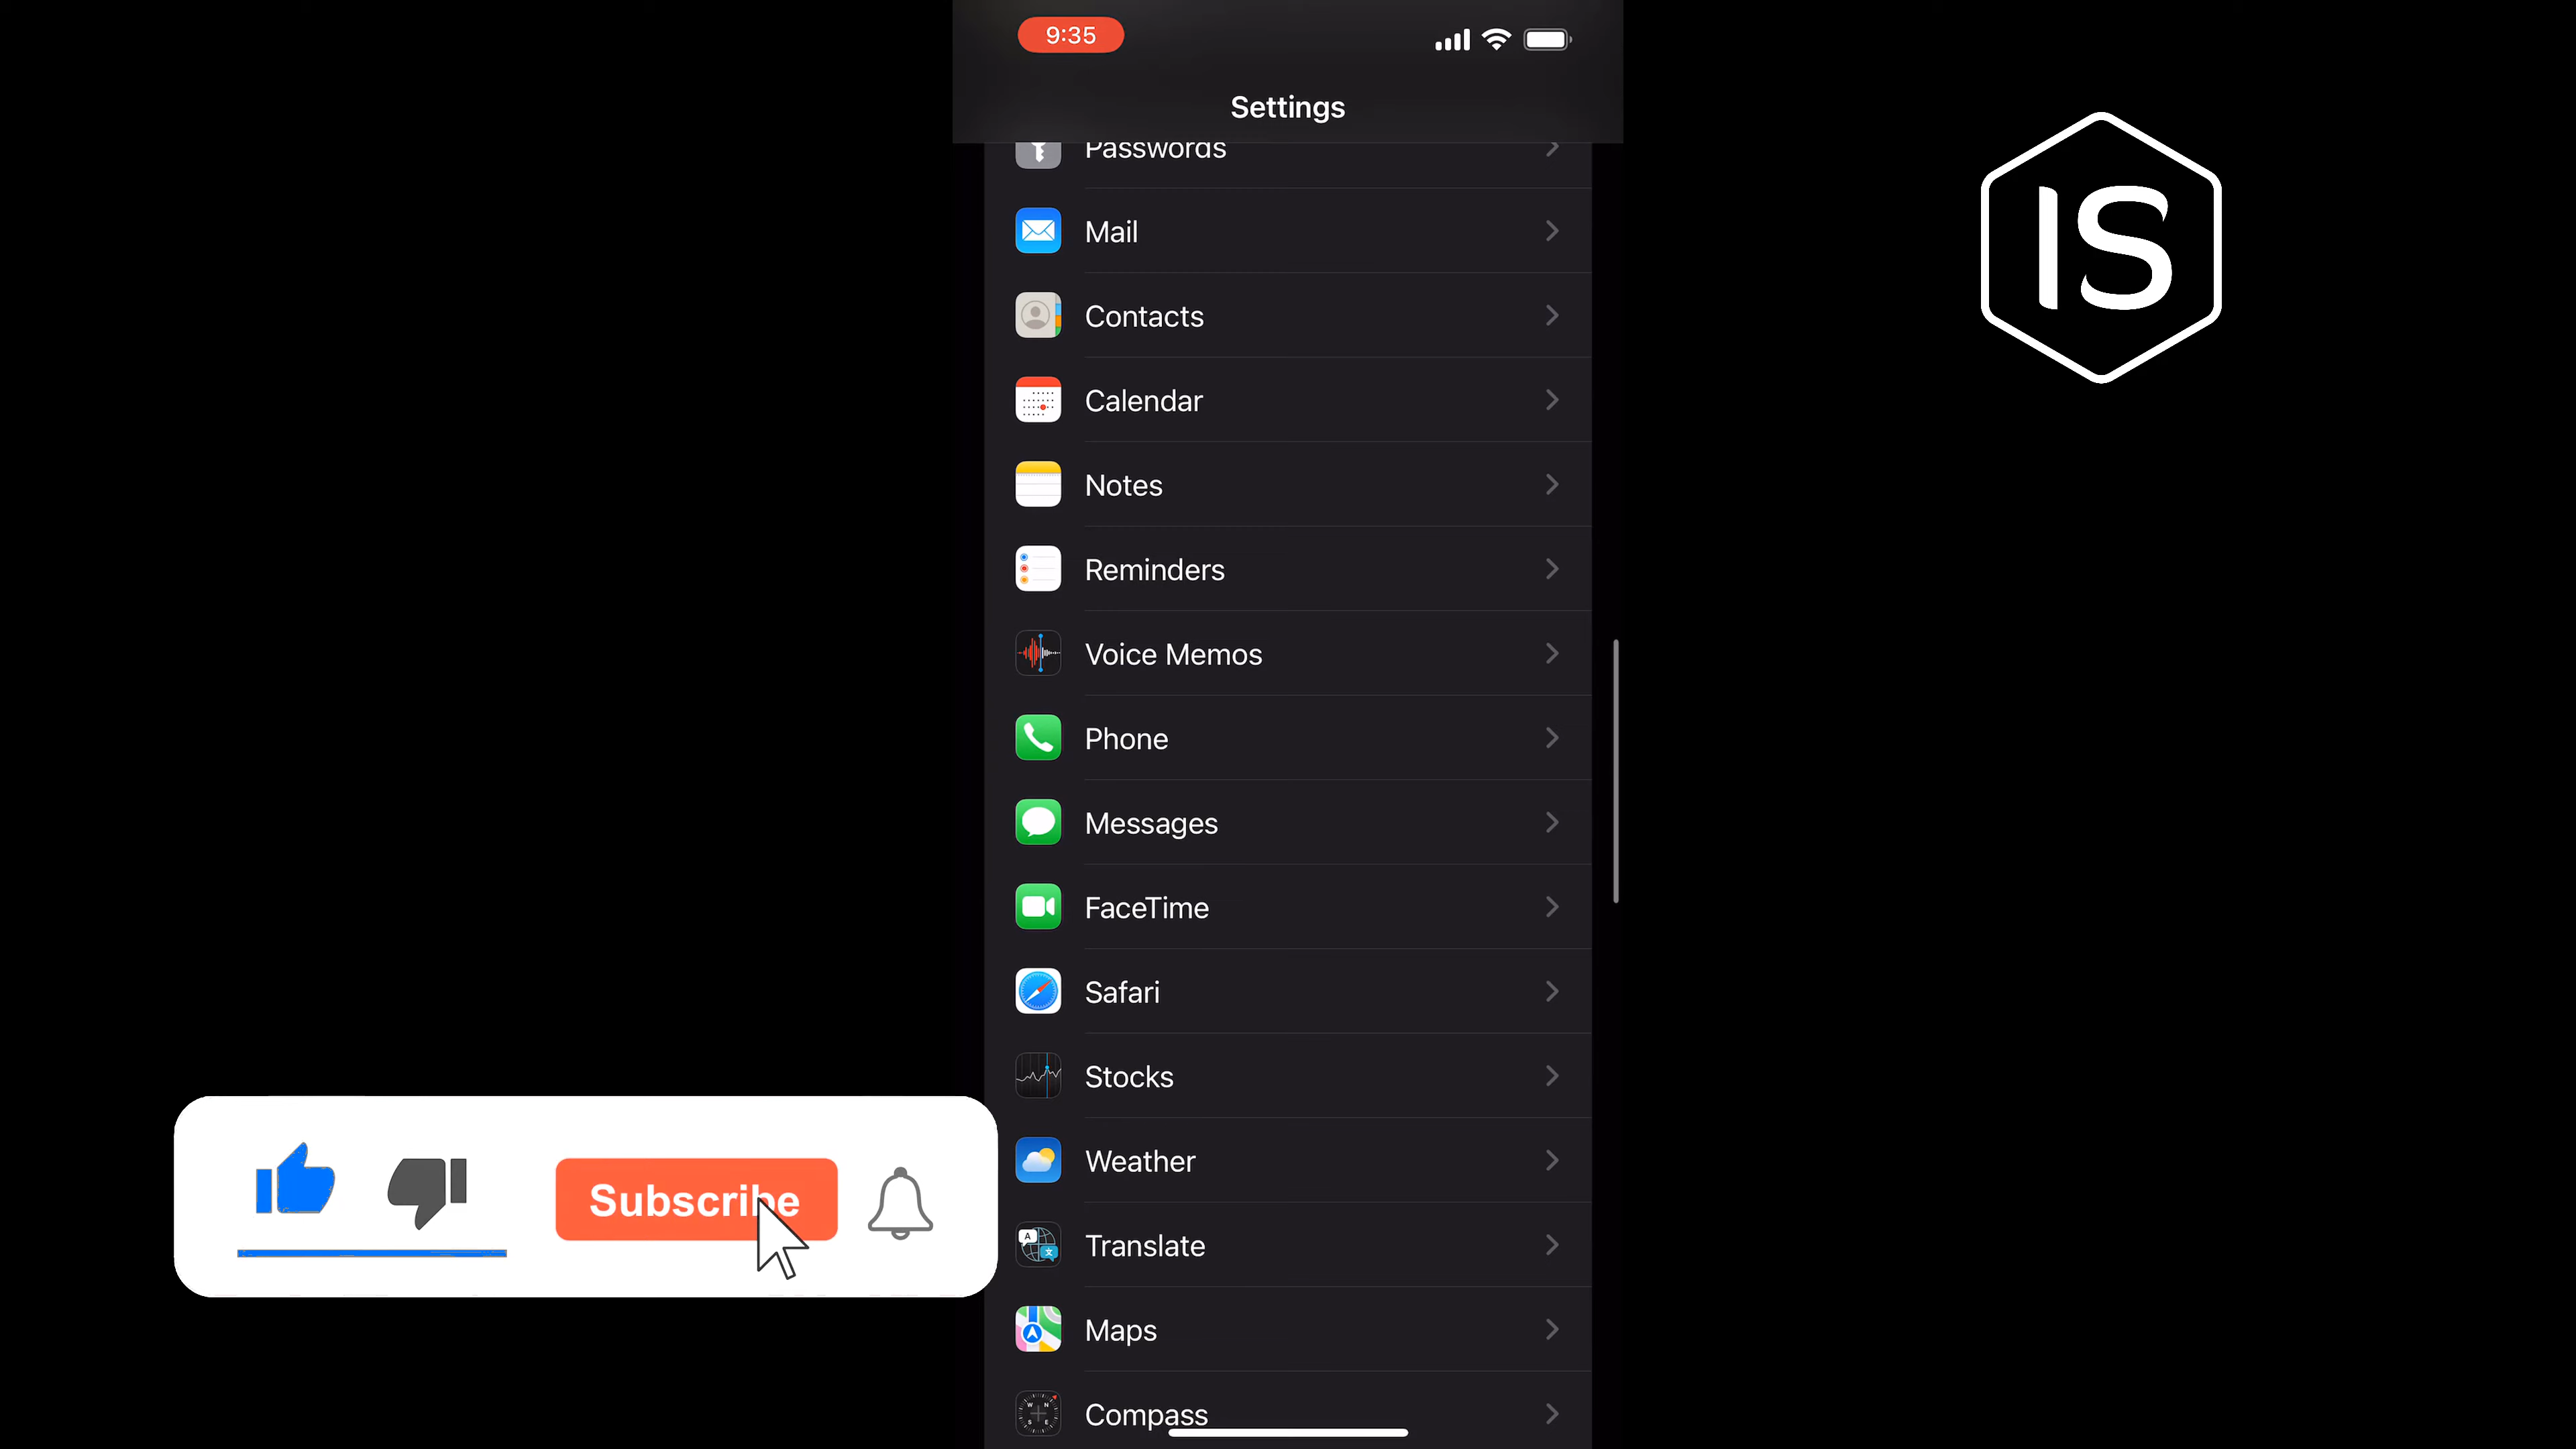 9:35
Settings
Passwords
Mail
Contacts
Calendar
Notes
Reminders
Voice Memos
Phone
Messages
FaceTime
Safari
Stocks
Weather
Translate
Maps
Compass
IS
Subscribe